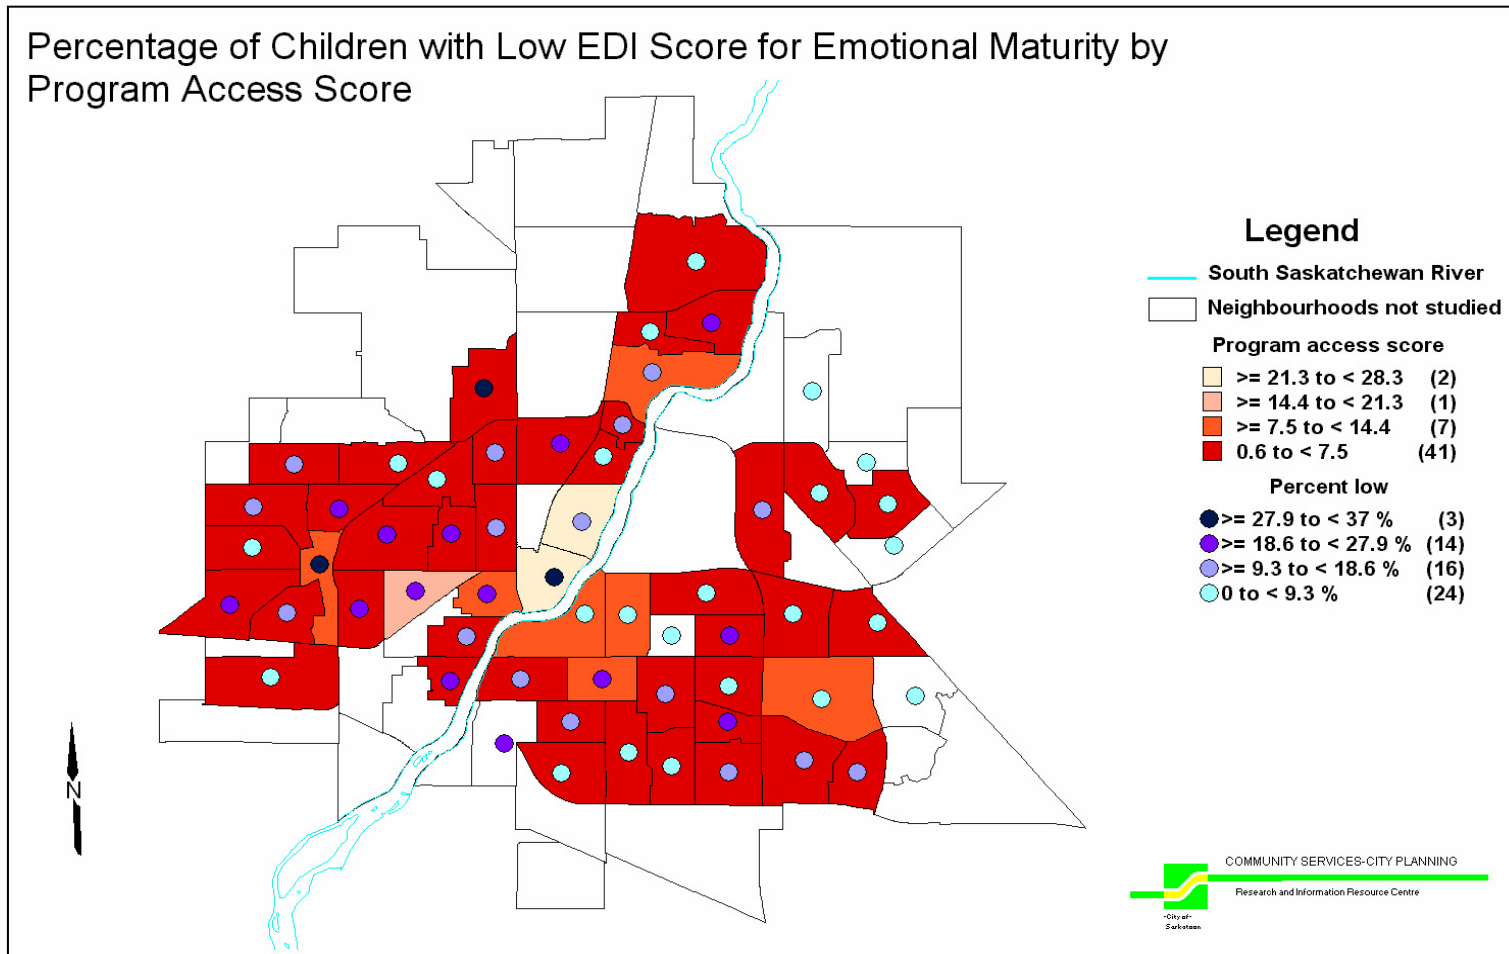 Percentage of Children with Low EDI Score for Emotional Maturity by
Program Access Score
Legend
South Saskatchewan River
Neighbourhoods not studied
Program access score
>= 21.3 to < 28.3 (2)
>= 14.4 to < 21.3 (1)
>= 7.5 to < 14.4 (7)
0.6 to < 7.5 (41)
Percent low
>= 27.9 to < 37 % (3)
>= 18.6 to < 27.9 % (14)
>= 9.3 to < 18.6 % (16)
0 to < 9.3 % (24)
N
COMMUNITY SERVICES-CITY PLANNING
Research and Information Resource Centre
-City of-
Saskatoon